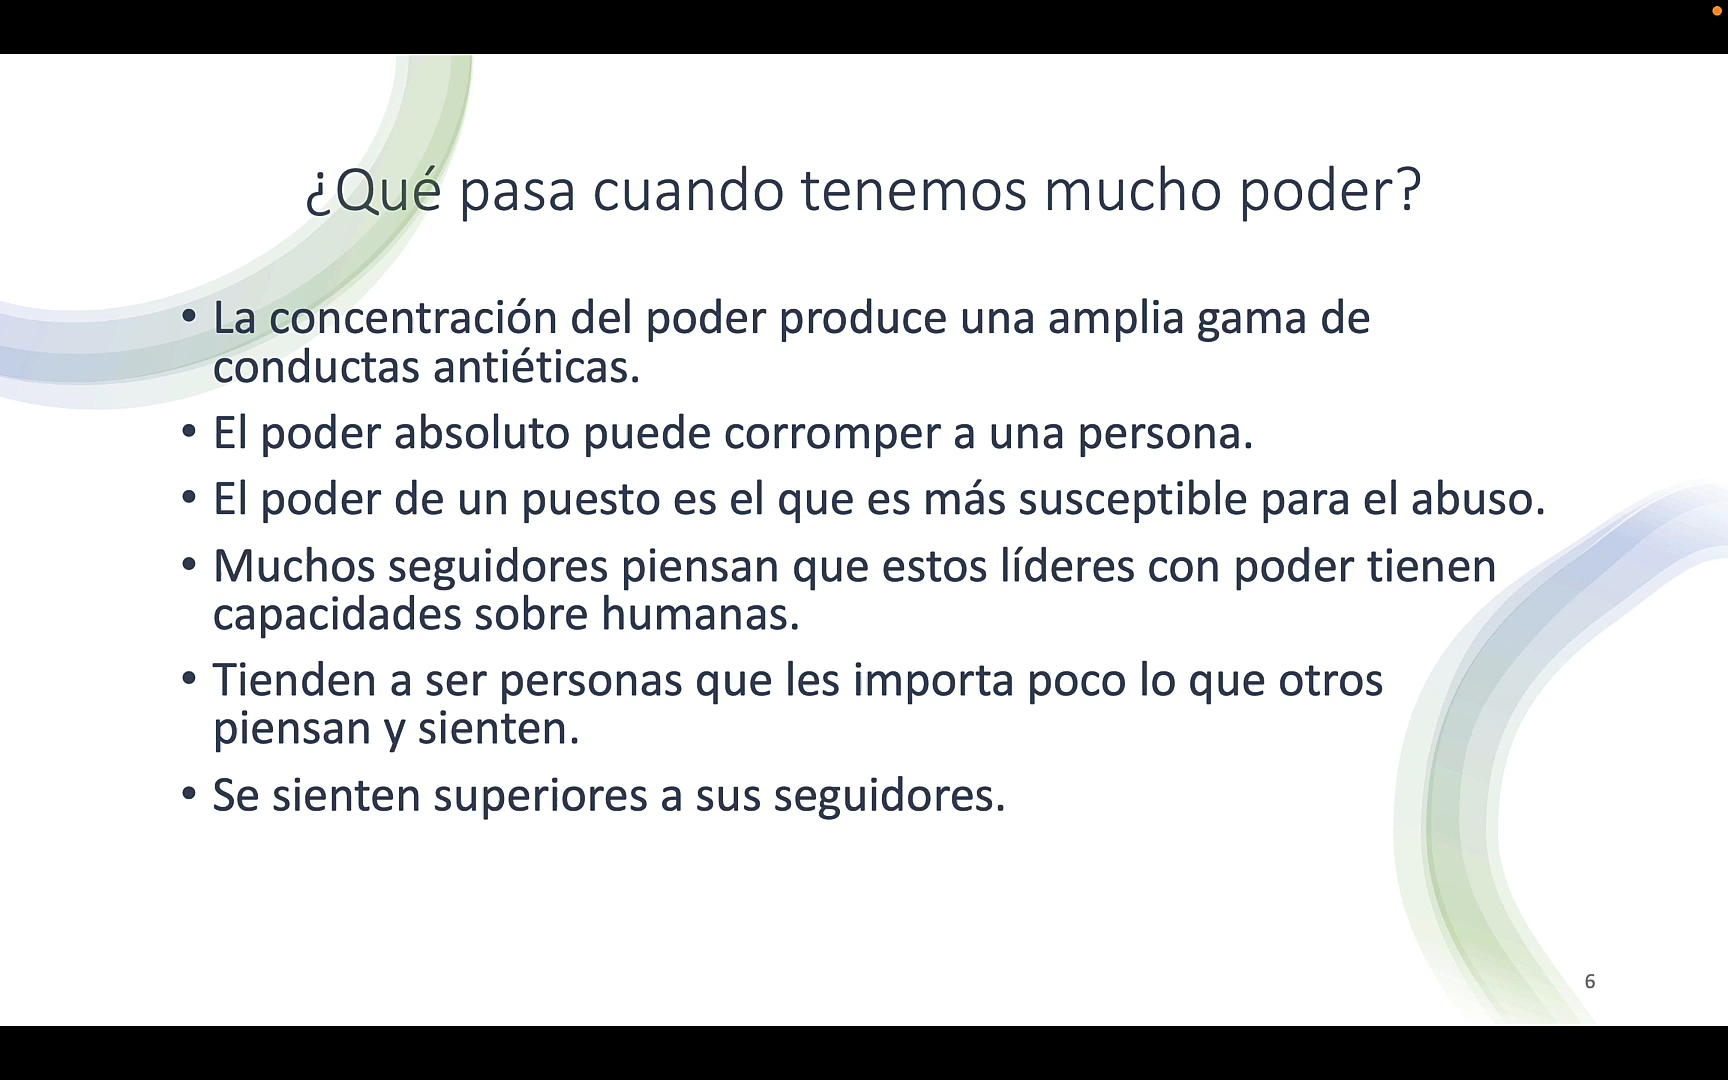 ¿Qué pasa cuando tenemos mucho poder?
• La concentración del poder produce una amplia gama de
conductas antiéticas.
• El poder absoluto puede corromper a una persona.
• El poder de un puesto es el que es más susceptible para el abuso.
• Muchos seguidores piensan que estos líderes con poder tienen
capacidades sobre humanas.
• Tienden a ser personas que les importa poco lo que otros
piensan y sienten.
• Se sienten superiores a sus seguidores.
6